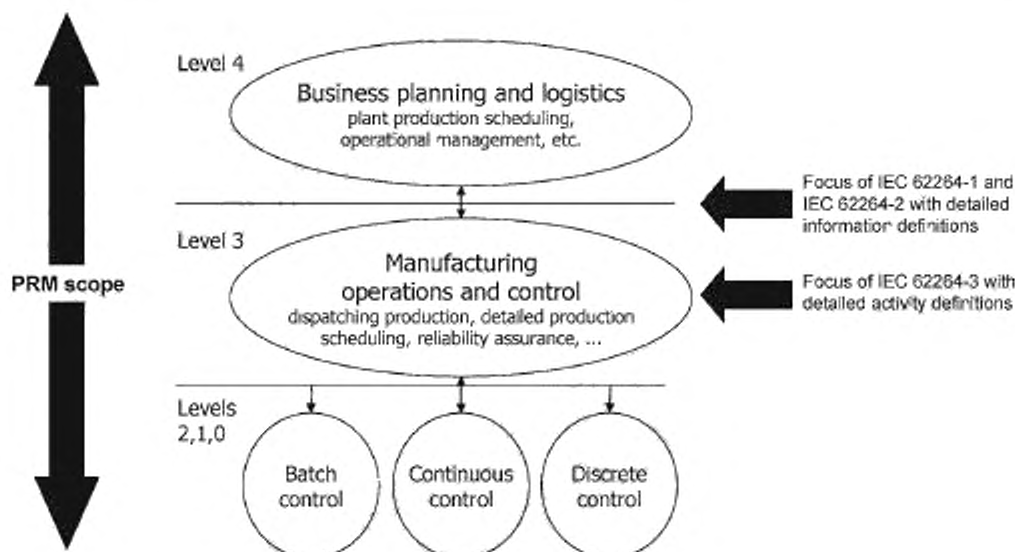 Level 4
Business planning and logistics
plant production scheduling,
operational management, etc.
Focus of IEC 62264-1 and
IEC 62264-2 with detailed
information definitions
Level 3
PRM scope
Manufacturing
operations and control
dispatching production, detailed production
scheduling, reliability assurance, ...
Focus of IEC 62264-3 with
detailed activity definitions
Levels
2,1,0
Batch
control
Continuous
control
Discrete
control